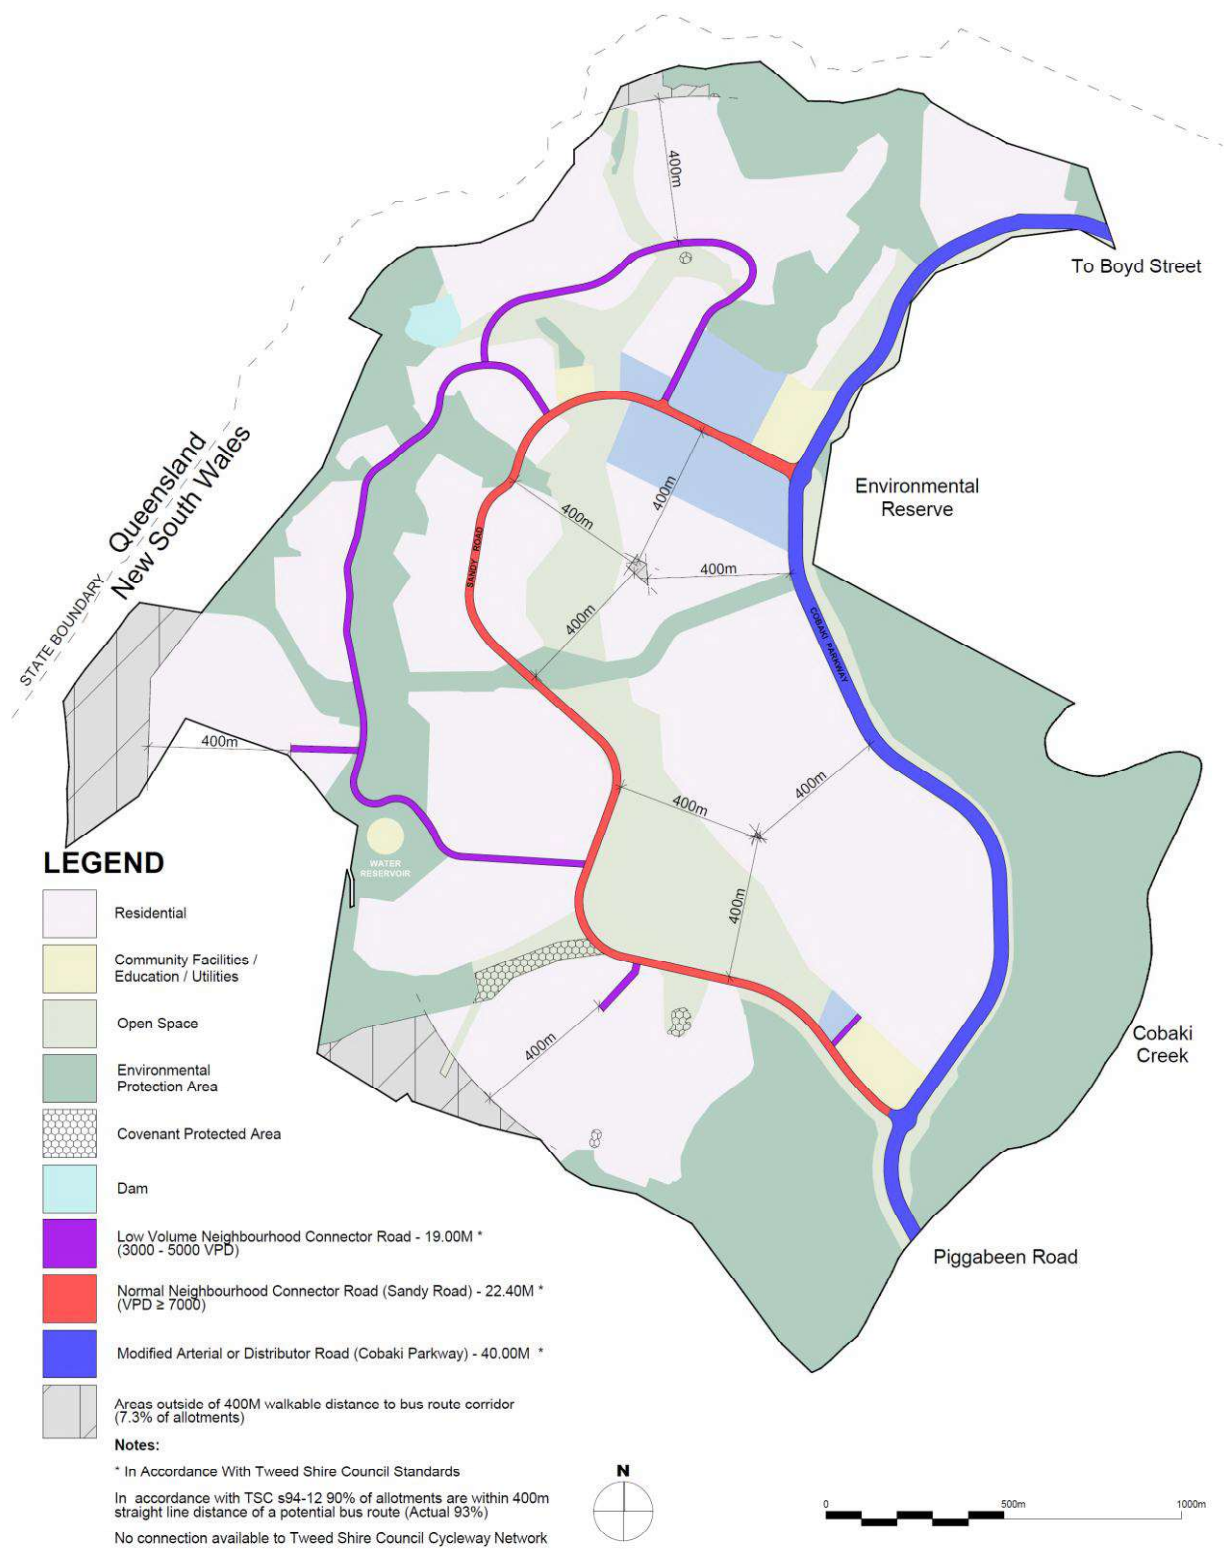 400m
To Boyd Street
Queensland
New South Wales
STATE BOUNDARY
Environmental
Reserve
400m
400m
SANDY ROAD
400m
400m
COBAKI PARKWAY
400m
400m
400m
WATER
RESERVOIR
400m
400m
Cobaki
Creek
Piggabeen Road
LEGEND
Residential
Community Facilities /
Education / Utilities
Open Space
Environmental
Protection Area
Covenant Protected Area
Dam
Low Volume Neighbourhood Connector Road - 19.00M *
(3000 - 5000 VPD)
Normal Neighbourhood Connector Road (Sandy Road) - 22.40M *
(VPD ≥ 7000)
Modified Arterial or Distributor Road (Cobaki Parkway) - 40.00M *
Areas outside of 400M walkable distance to bus route corridor
(7.3% of allotments)
Notes:
* In Accordance With Tweed Shire Council Standards
In accordance with TSC s94-12 90% of allotments are within 400m
straight line distance of a potential bus route (Actual 93%)
No connection available to Tweed Shire Council Cycleway Network
N
0 500m 1000m